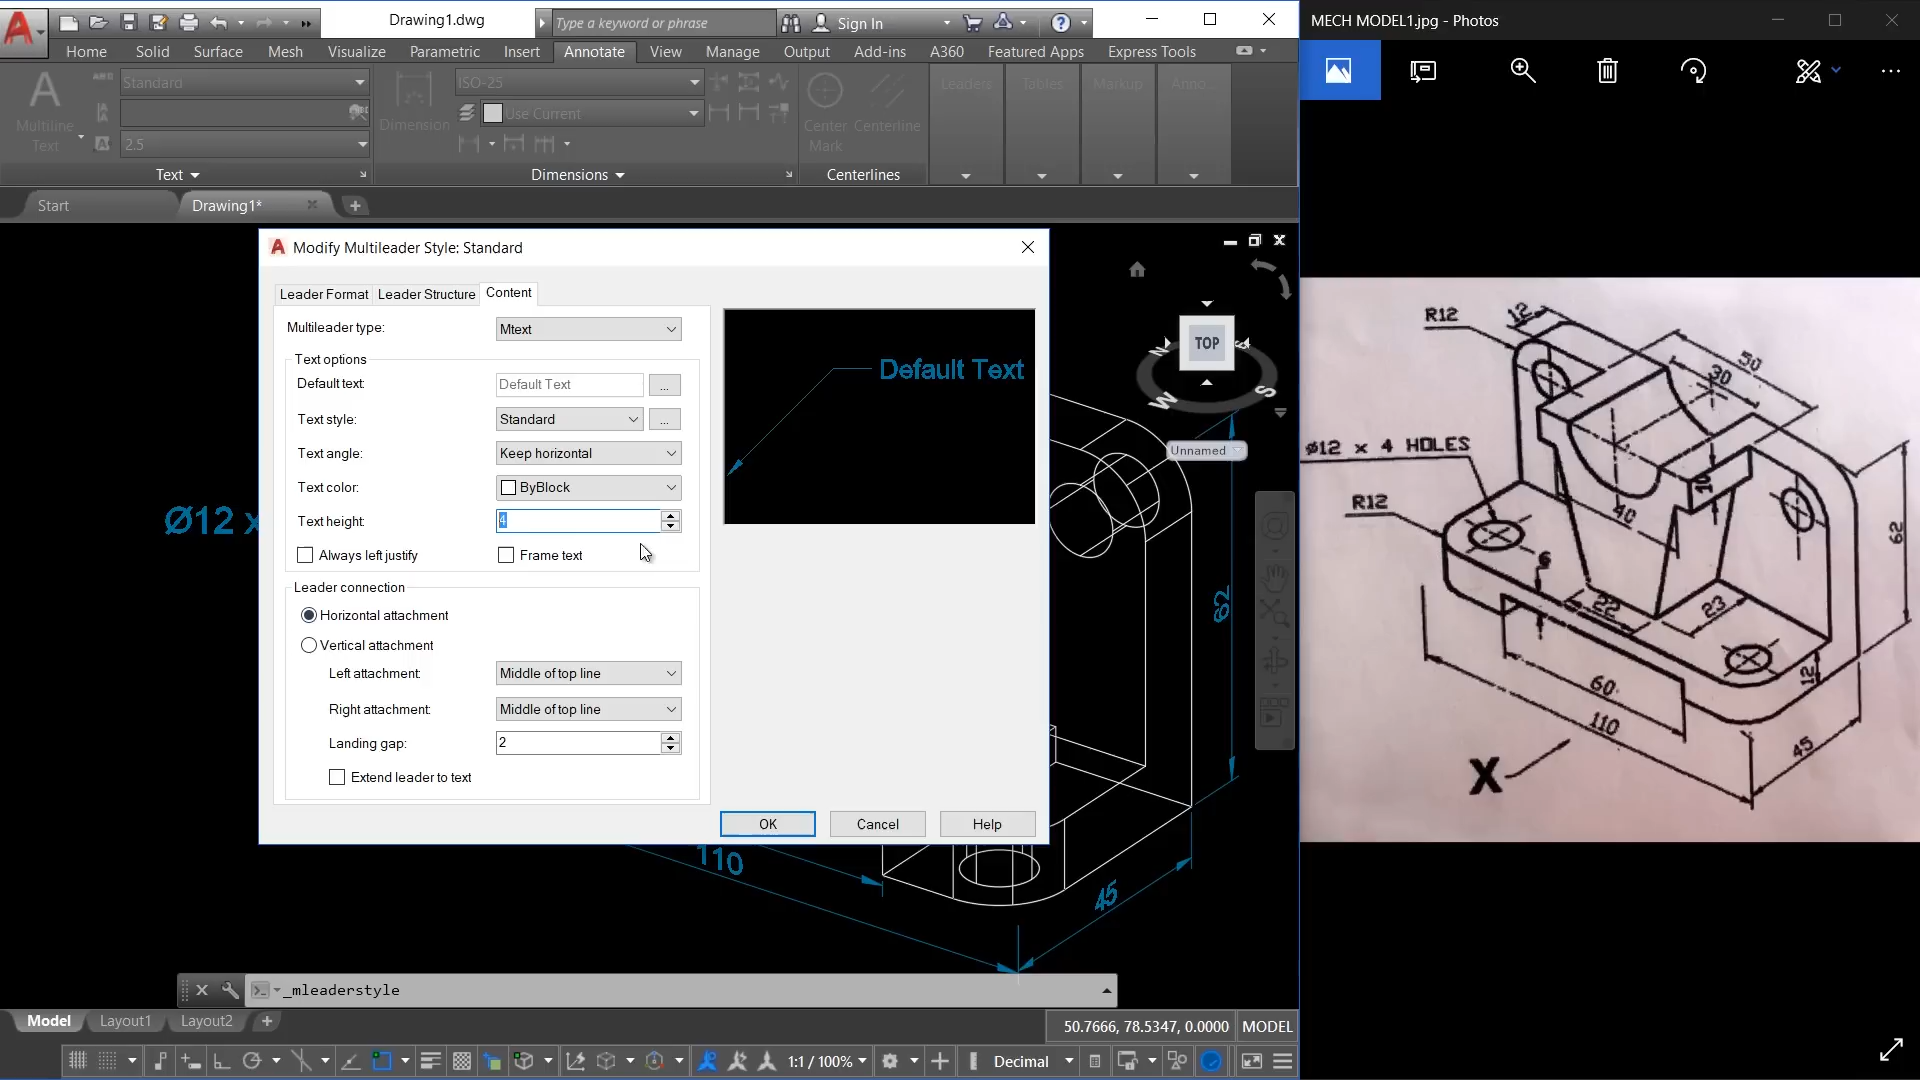 Drawing1.dwg
Type a keyword or phrase
Sign In
Home Solid Surface Mesh Visualize Parametric Insert Annotate View Manage Output Add-ins A360 Featured Apps Express Tools
Standard
Multiline
Text
2.5
Dimension
ISO-25
Use Current
Center
Mark
Centerline
Leaders
Tables
Markup
Anno...
Text
Dimensions
Centerlines
Start
Drawing1*
Modify Multileader Style: Standard
Leader Format
Leader Structure
Content
Multileader type:
Mtext
Text options
Default text:
Default Text
...
Text style:
Standard
...
Text angle:
Keep horizontal
Text color:
ByBlock
Text height:
4
Always left justify
Frame text
Leader connection
Horizontal attachment
Vertical attachment
Left attachment:
Middle of top line
Right attachment:
Middle of top line
Landing gap:
2
Extend leader to text
OK
Cancel
Help
Default Text
TOP
N
S
W
S
Unnamed
Ø12 x
62
110
45
_mleaderstyle
Model
Layout1
Layout2
50.7666, 78.5347, 0.0000
MODEL
1:1 / 100%
Decimal
MECH MODEL1.jpg - Photos
R12
12
50
30
Ø12 x 4 HOLES
R12
10
40
62
6
22
23
12
60
110
45
X